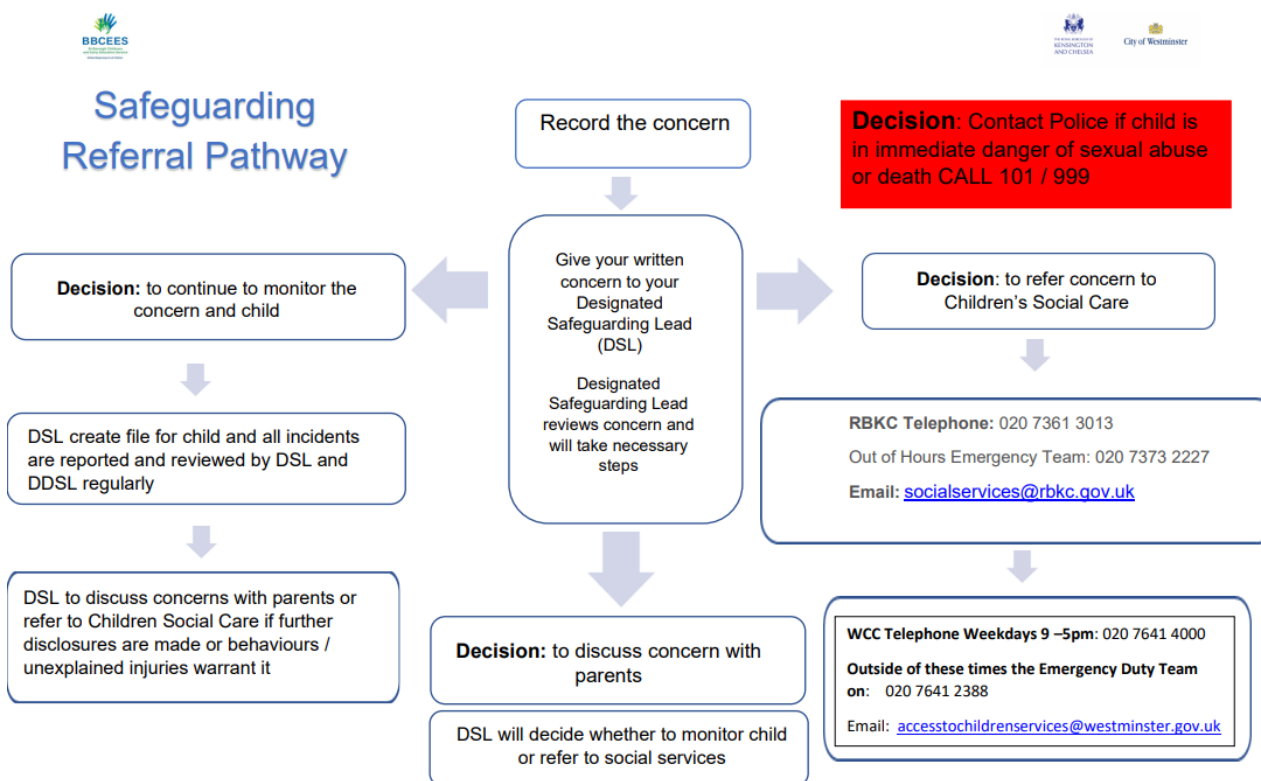 BBCEES
THE ROYAL BOROUGH OF
KENSINGTON
AND CHELSEA
City of Westminster
Safeguarding
Referral Pathway
Record the concern
Decision: Contact Police if child is
in immediate danger of sexual abuse
or death CALL 101 / 999
Decision: to continue to monitor the
concern and child
Give your written
concern to your
Designated
Safeguarding Lead
(DSL)
Designated
Safeguarding Lead
reviews concern and
will take necessary
steps
Decision: to refer concern to
Children’s Social Care
DSL create file for child and all incidents
are reported and reviewed by DSL and
DDSL regularly
RBKC Telephone: 020 7361 3013
Out of Hours Emergency Team: 020 7373 2227
Email: socialservices@rbkc.gov.uk
DSL to discuss concerns with parents or
refer to Children Social Care if further
disclosures are made or behaviours /
unexplained injuries warrant it
Decision: to discuss concern with
parents
DSL will decide whether to monitor child
or refer to social services
WCC Telephone Weekdays 9 –5pm: 020 7641 4000
Outside of these times the Emergency Duty Team
on: 020 7641 2388
Email: accesstochildrenservices@westminster.gov.uk